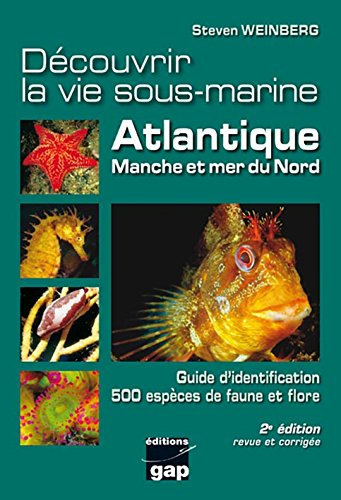 Steven WEINBERG
Découvrir
la vie sous-marine
Atlantique
Manche et mer du Nord
Guide d'identification
500 espèces de faune et flore
2e édition
revue et corrigée
éditions
gap